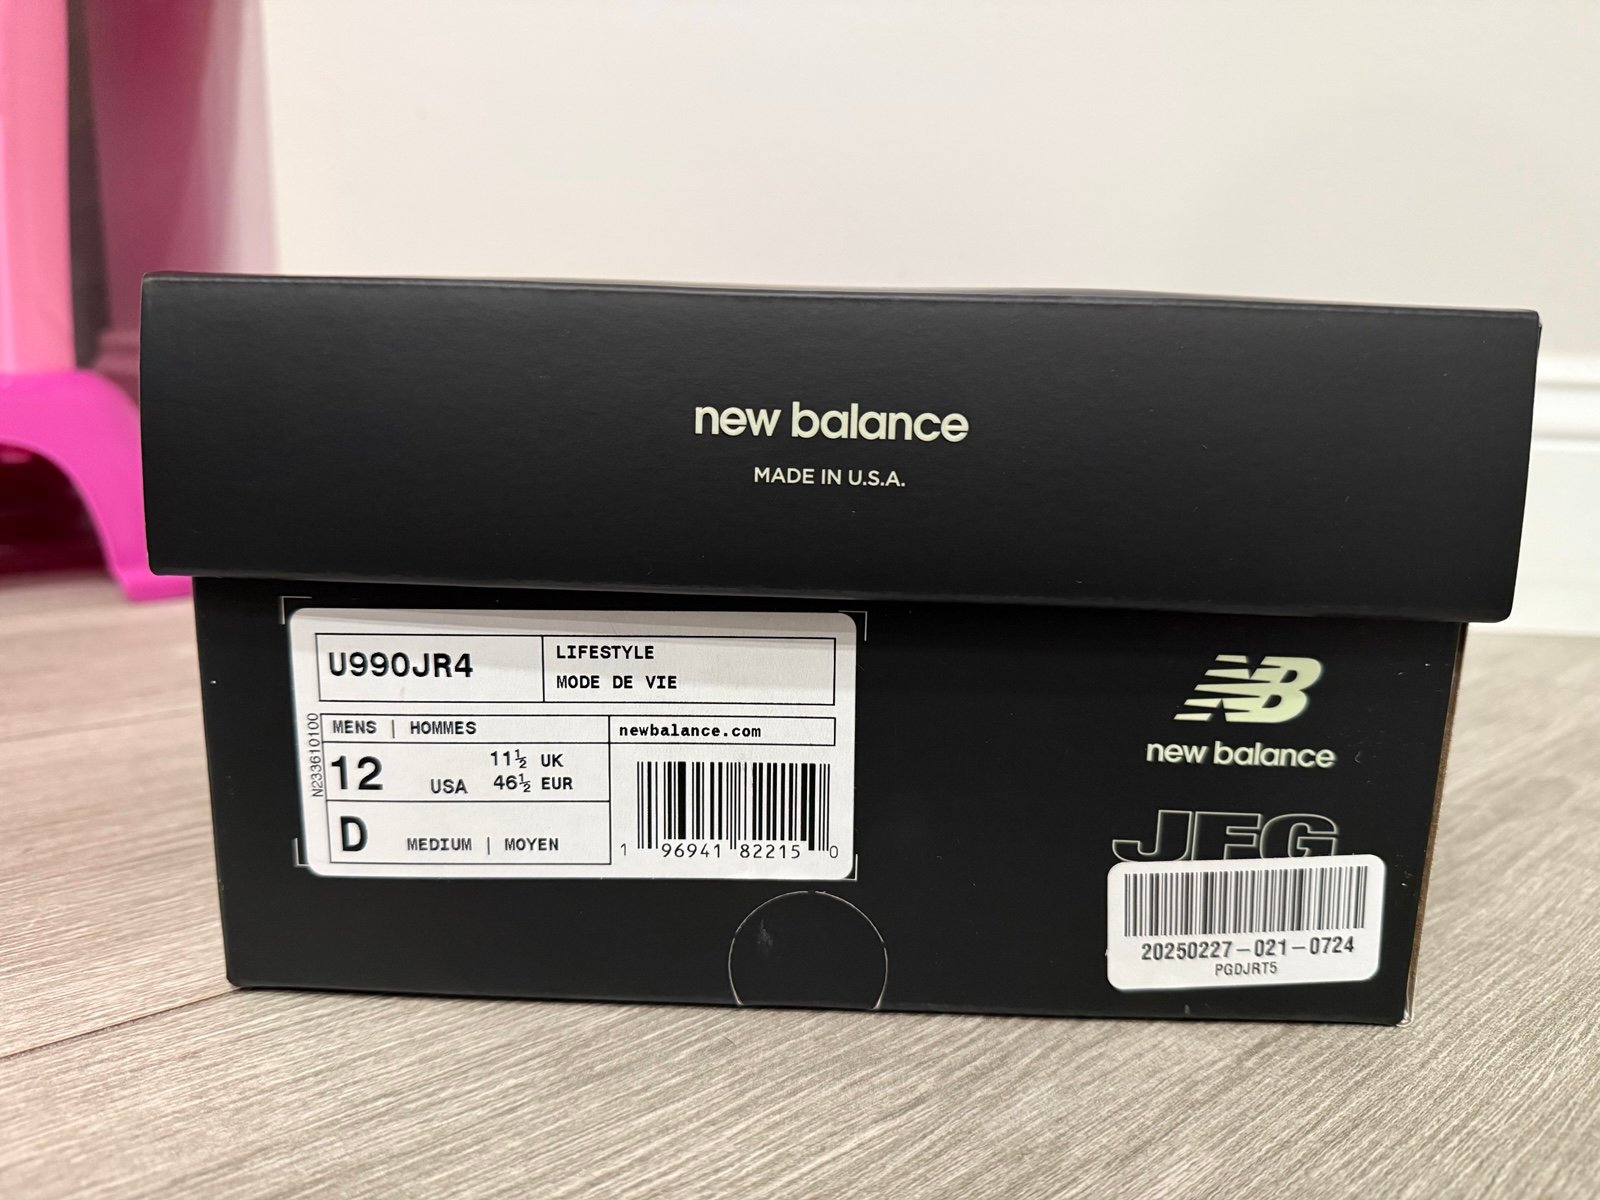 new balance
MADE IN U.S.A.
U990JR4
LIFESTYLE
MODE DE VIE
N233610100
MENS | HOMMES
newbalance.com
12 USA
11½ UK
46½ EUR
D MEDIUM | MOYEN
1 96941 82215 0
NB
new balance
JFG
20250227-021-0724
PGDJRT5